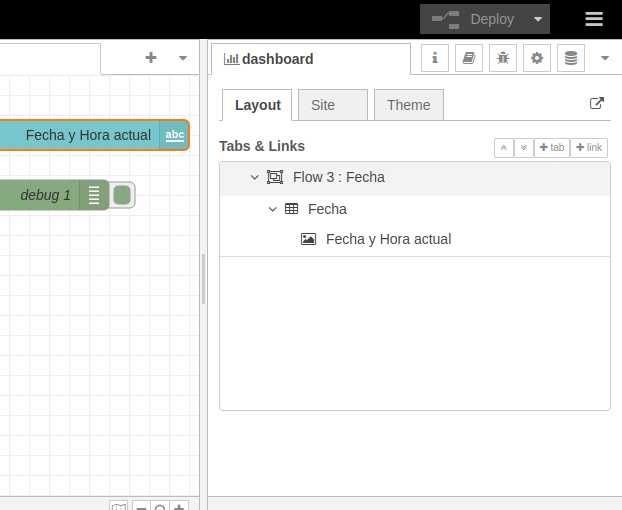 Deploy
dashboard
i
Layout
Site
Theme
Fecha y Hora actual
abc
debug 1
Tabs & Links
tab
link
Flow 3 : Fecha
Fecha
Fecha y Hora actual